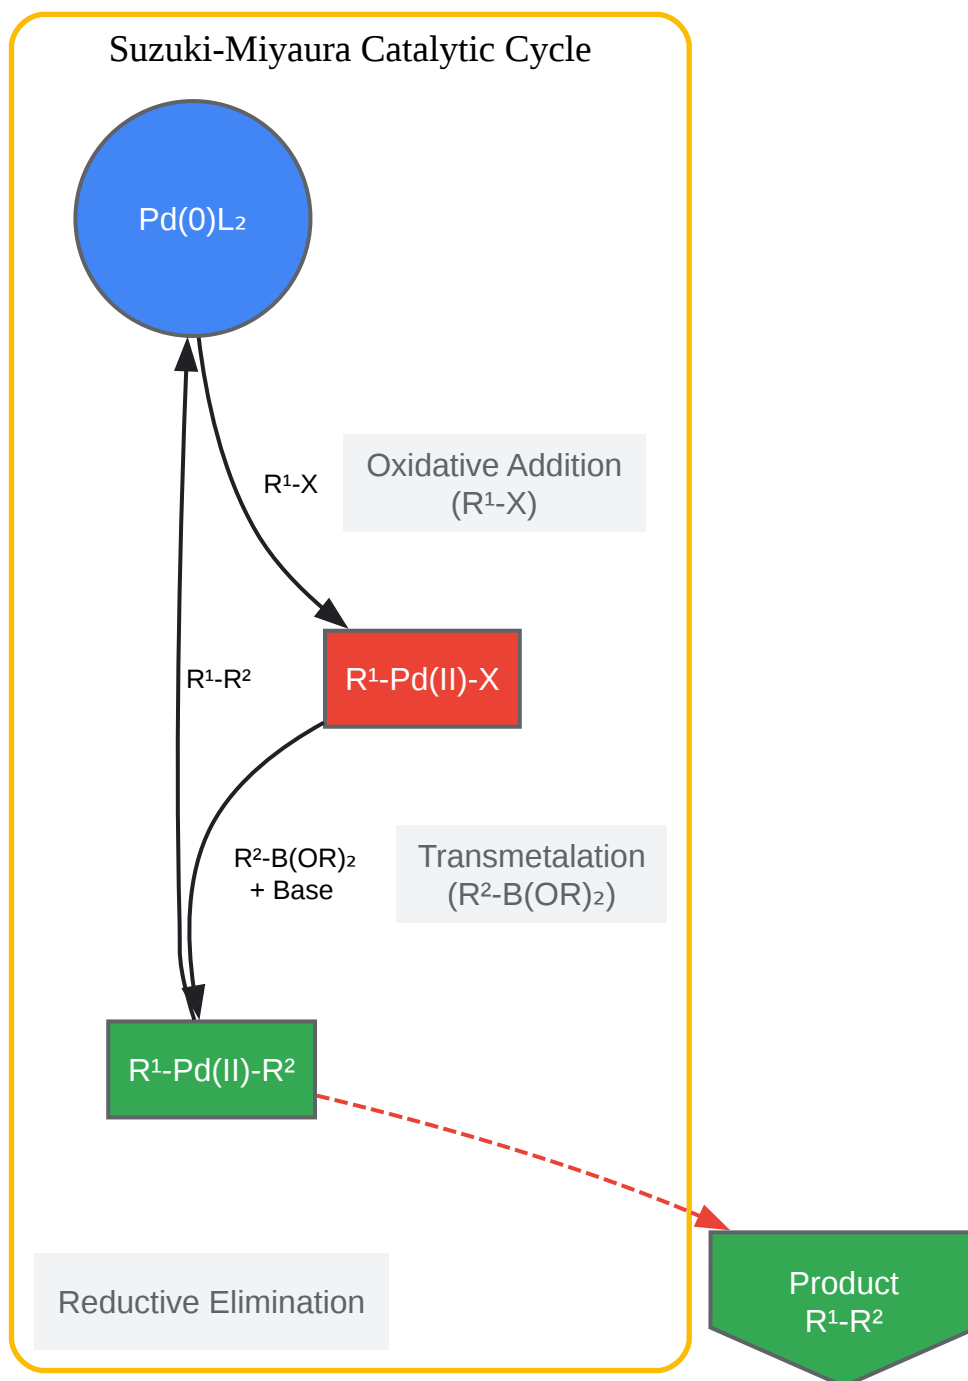 Suzuki-Miyaura Catalytic Cycle
Pd(0)L₂
R¹-X
Oxidative Addition
(R¹-X)
R¹-R²
R¹-Pd(II)-X
R²-B(OR)₂
+ Base
Transmetalation
(R²-B(OR)₂)
R¹-Pd(II)-R²
Reductive Elimination
Product
R¹-R²